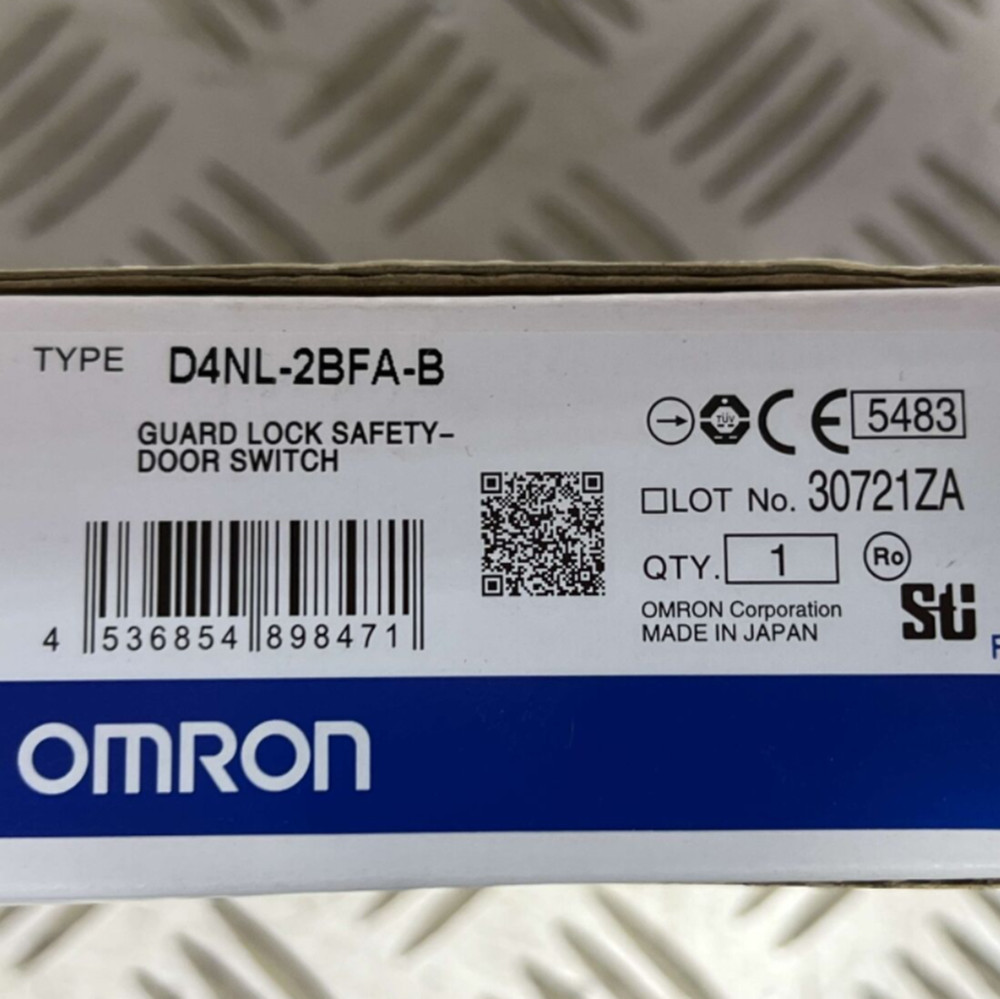 TYPE D4NL-2BFA-B
GUARD LOCK SAFETY-
DOOR SWITCH
TÜV CE 5483
LOT No. 30721ZA
QTY. 1 Ro
OMRON Corporation
MADE IN JAPAN
Sti
4 536854 898471
OMRON